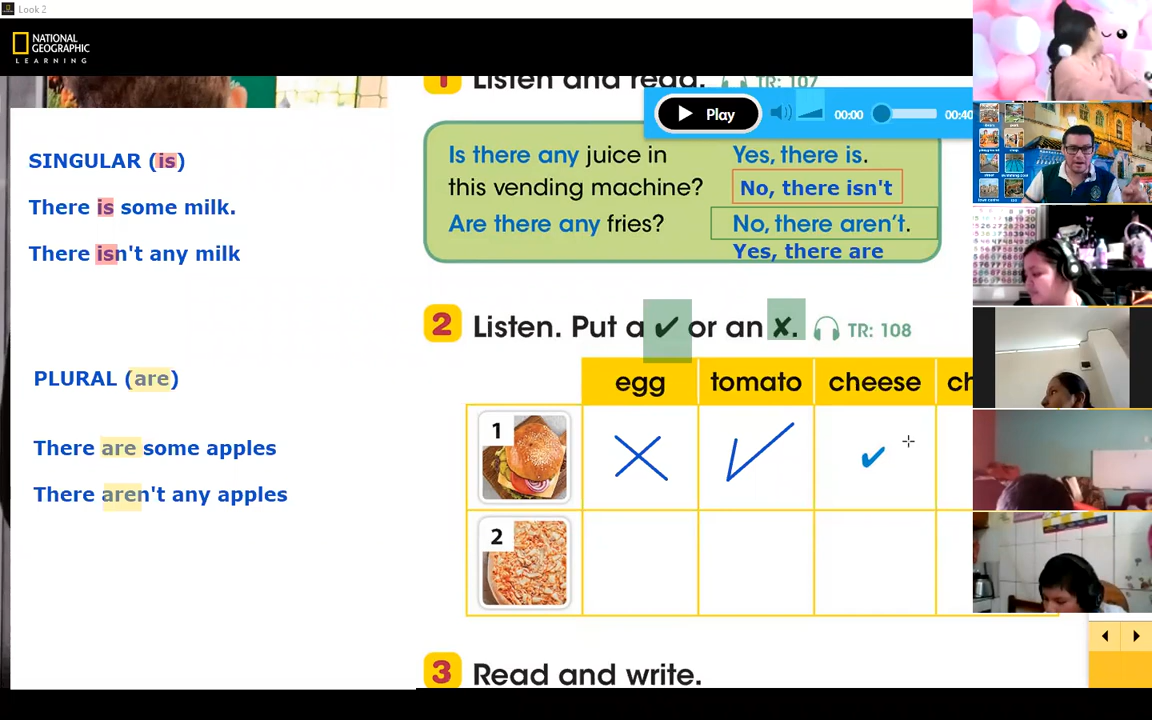 Look 2
NATIONAL
GEOGRAPHIC
LEARNING
1 Listen and read. TR: 107
Play 00:00 00:40
Is there any juice in
this vending machine?
Are there any fries?
Yes, there is.
No, there isn't
No, there aren't.
Yes, there are
SINGULAR (is)
There is some milk.
There isn't any milk
PLURAL (are)
There are some apples
There aren't any apples
2 Listen. Put a ✔ or an ✘. TR: 108
egg tomato cheese ch
1
2
3 Read and write.